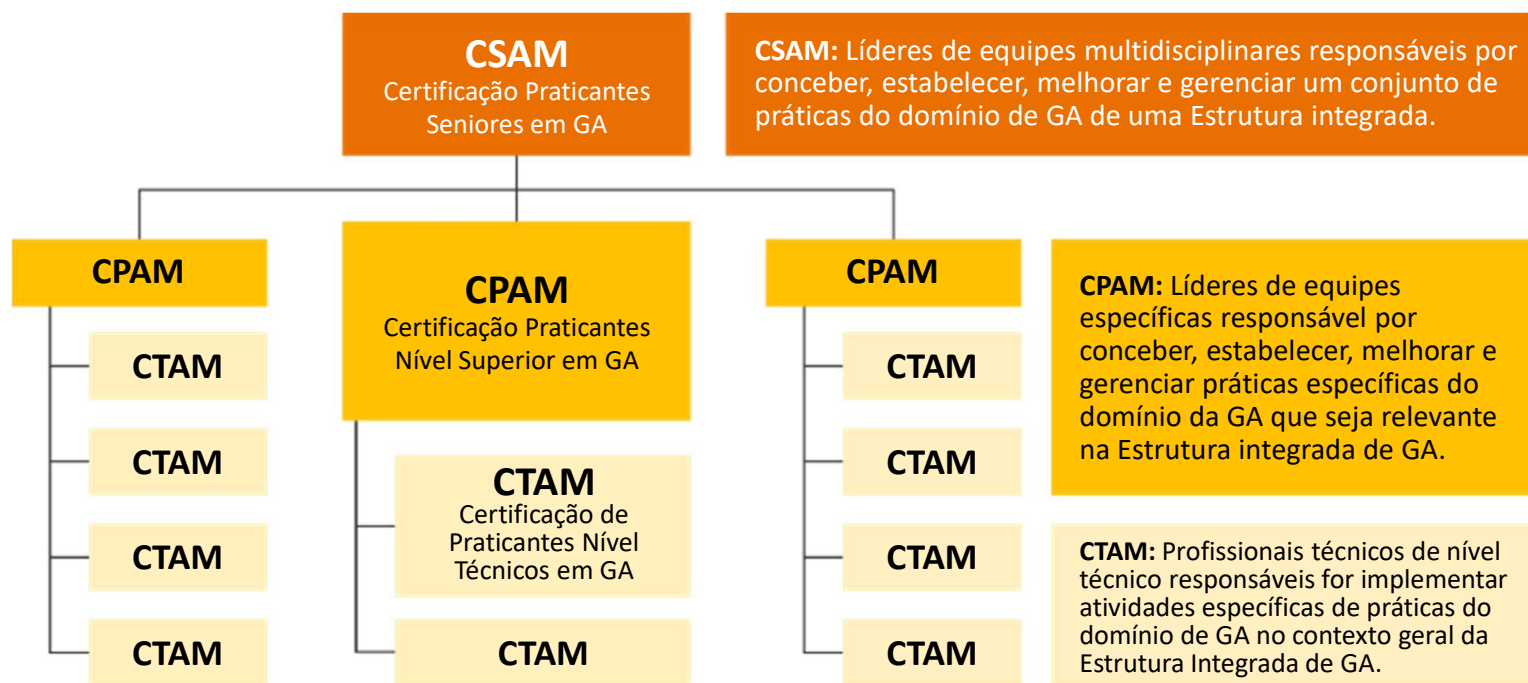 CSAM
Certificação Praticantes
Seniores em GA
CSAM: Líderes de equipes multidisciplinares responsáveis por
conceber, estabelecer, melhorar e gerenciar um conjunto de
práticas do domínio de GA de uma Estrutura integrada.
CPAM
CTAM
CTAM
CTAM
CTAM
CPAM
Certificação Praticantes
Nível Superior em GA
CTAM
Certificação de
Praticantes Nível
Técnicos em GA
CTAM
CPAM
CTAM
CTAM
CTAM
CTAM
CPAM: Líderes de equipes
específicas responsável por
conceber, estabelecer, melhorar e
gerenciar práticas específicas do
domínio da GA que seja relevante
na Estrutura integrada de GA.
CTAM: Profissionais técnicos de nível
técnico responsáveis for implementar
atividades específicas de práticas do
domínio de GA no contexto geral da
Estrutura Integrada de GA.